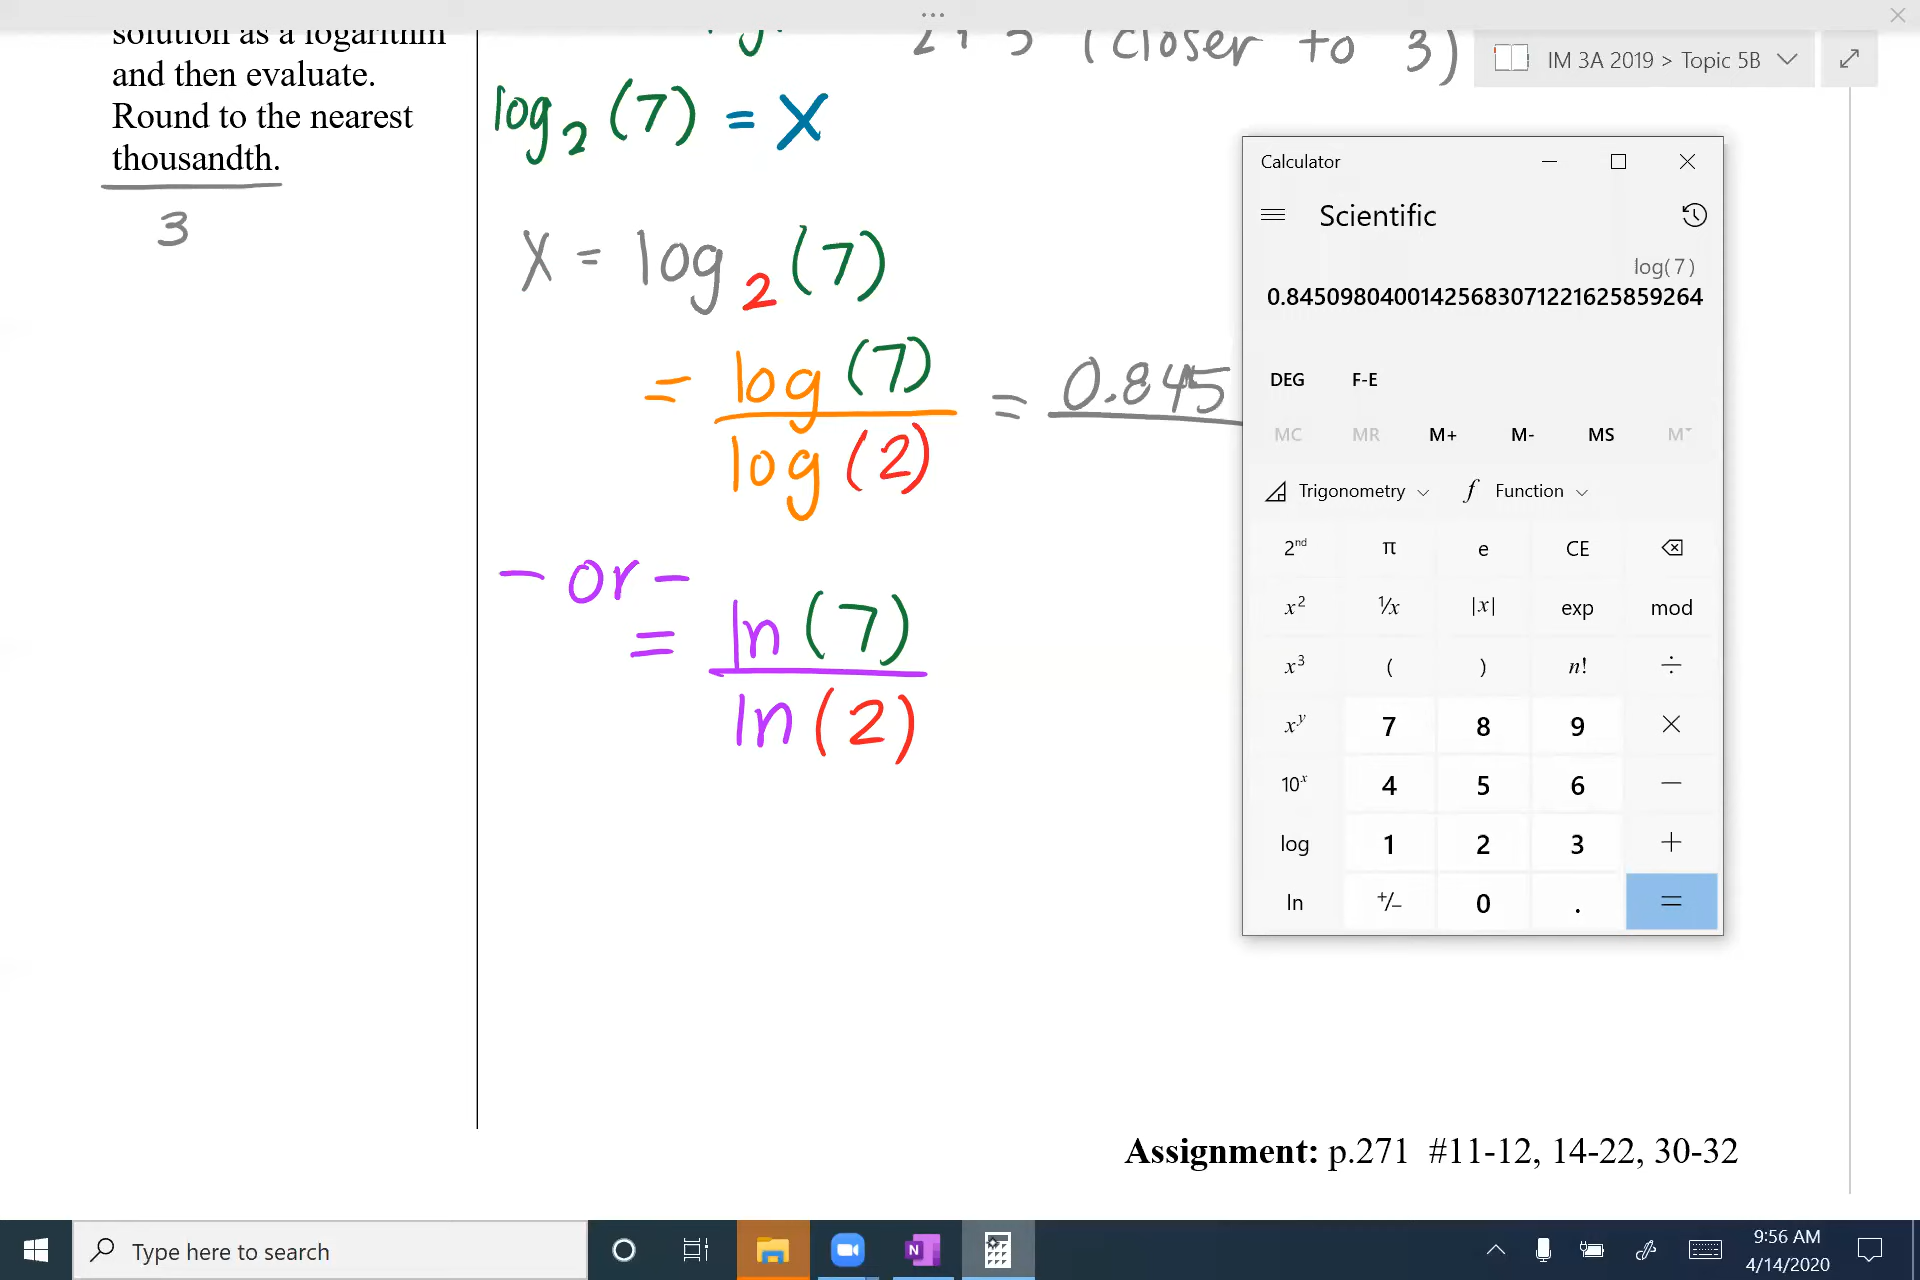 solution as a logarithm
and then evaluate.
Round to the nearest
thousandth.
3
(closer to 3)
log₂(7) = X
X = log₂(7)
= log(7) / log(2) = 0.845
- or -
= ln(7) / ln(2)
IM 3A 2019 > Topic 5B
Calculator
Scientific
log(7)
0.84509804001425683071221625859264
DEG F-E
MC MR M+ M- MS M˅
Trigonometry Function
2ⁿᵈ π e CE
x² ¹/x |x| exp mod
x³ ( ) n! ÷
xʸ 7 8 9 ×
10ˣ 4 5 6 −
log 1 2 3 +
ln +/− 0 . =
Assignment: p.271 #11-12, 14-22, 30-32
Type here to search
N
9:56 AM
4/14/2020